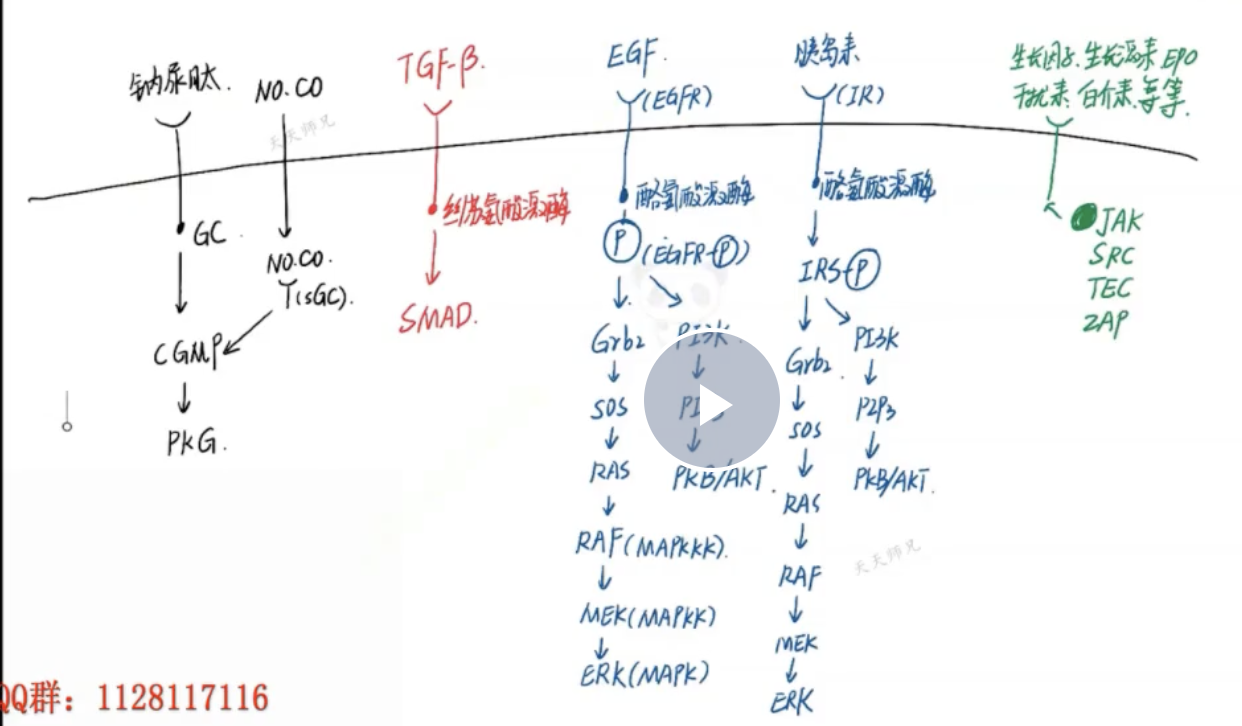 钠尿肽.
NO.CO
GC
NO.CO.
(sGC).
CGMP
PKG.
TGF-β.
丝苏氨酸激酶
SMAD.
EGF.
(EGFR)
酪氨酸激酶
P
(EGFR-P)
Grb2
PI3K
SOS
RAS
PKB/AKT.
RAF(MAPKKK).
MEK(MAPKK)
ERK(MAPK)
胰岛素
(IR)
酪氨酸激酶
IRS-P
Grb2.
PI3K
SOS
P2P3
RAS
PKB/AKT.
RAF
MEK
ERK
生长因子.生长激素 EPO
干扰素.白介素.等等.
JAK
SRC
TEC
ZAP
天天师兄
天天师兄
QQ群：1128117116